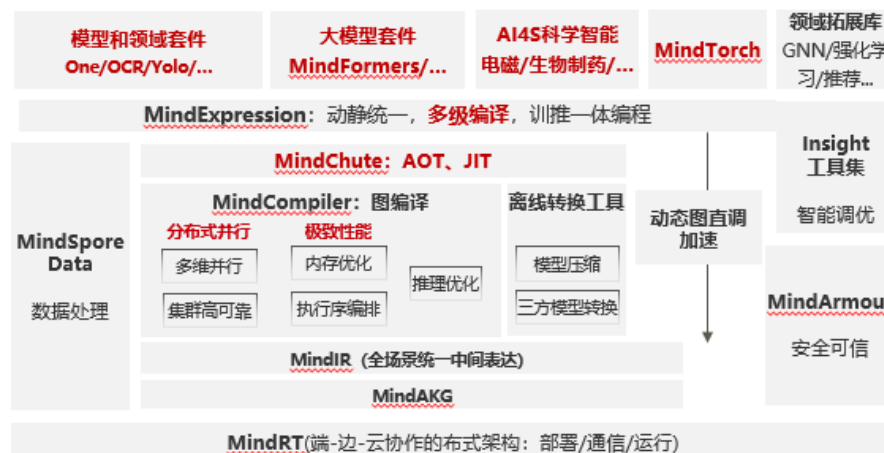 模型和领域套件
One/OCR/Yolo/...
大模型套件
MindFormers/...
AI4S科学智能
电磁/生物制药/...
MindTorch
领域拓展库
GNN/强化学
习/推荐...
MindExpression：动静统一，多级编译，训推一体编程
MindSpore
Data
数据处理
MindChute：AOT、JIT
MindCompiler：图编译
分布式并行
多维并行
集群高可靠
极致性能
内存优化
执行序编排
推理优化
离线转换工具
模型压缩
三方模型转换
动态图直调
加速
Insight
工具集
智能调优
MindArmou
安全可信
MindIR（全场景统一中间表达)
MindAKG
MindRT(端-边-云协作的布式架构：部署/通信/运行)